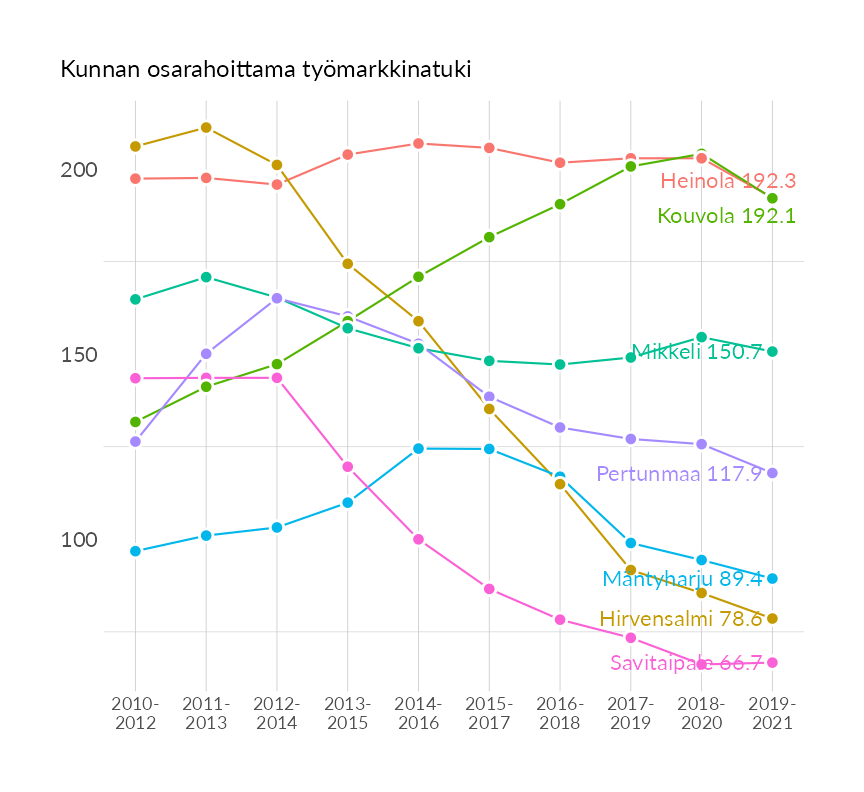 Kunnan osarahoittama työmarkkinatuki
200
Heinola 192.3
Kouvola 192.1
150
Mikkeli 150.7
Pertunmaa 117.9
100
Mäntyharju 89.4
Hirvensalmi 78.6
Savitaipale 66.7
2010- 2011- 2012- 2013- 2014- 2015- 2016- 2017- 2018- 2019-
2012 2013 2014 2015 2016 2017 2018 2019 2020 2021